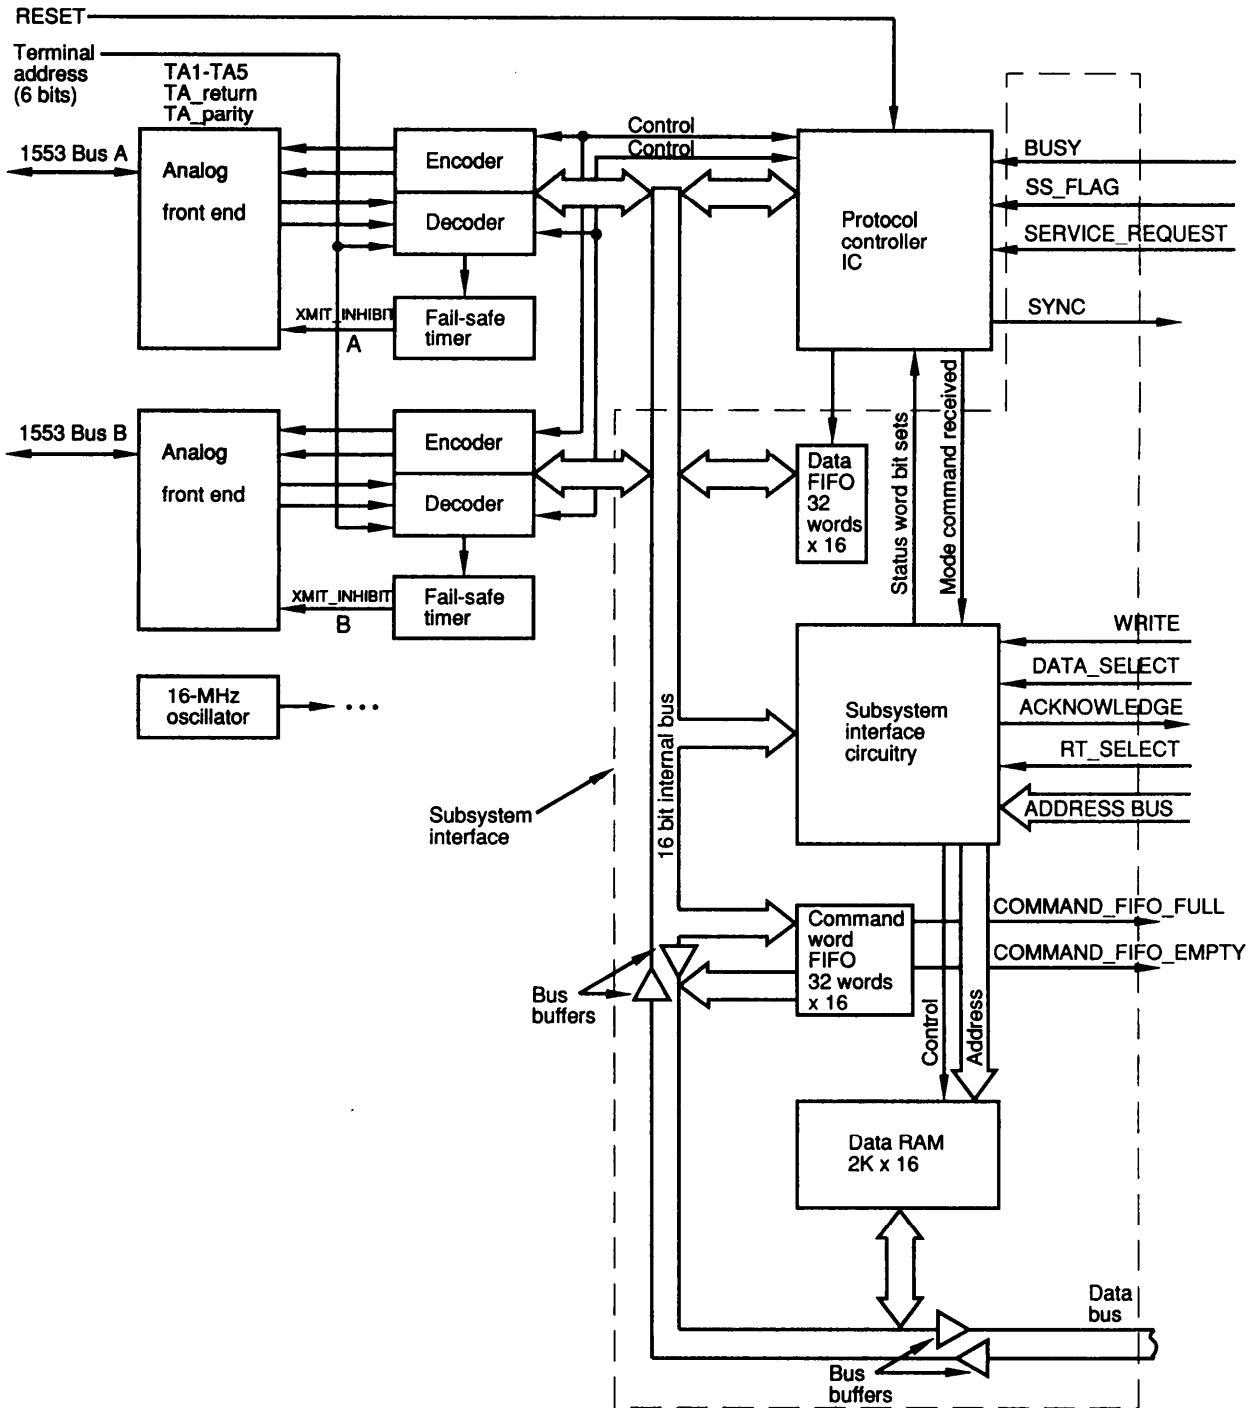 RESET
Terminal
address
(6 bits)
TA1-TA5
TA_return
TA_parity
1553 Bus A
Analog
front end
Encoder
Decoder
XMIT_INHIBIT
A
Fail-safe
timer
Control
Control
Protocol
controller
IC
BUSY
SS_FLAG
SERVICE_REQUEST
SYNC
1553 Bus B
Analog
front end
Encoder
Decoder
XMIT_INHIBIT
B
Fail-safe
timer
Data
FIFO
32
words
x 16
Status word bit sets
Mode command received
16-MHz
oscillator
...
Subsystem
interface
16 bit internal bus
Subsystem
interface
circuitry
WRITE
DATA_SELECT
ACKNOWLEDGE
RT_SELECT
ADDRESS BUS
Command
word
FIFO
32 words
x 16
COMMAND_FIFO_FULL
COMMAND_FIFO_EMPTY
Bus
buffers
Control
Address
Data RAM
2K x 16
Data
bus
Bus
buffers